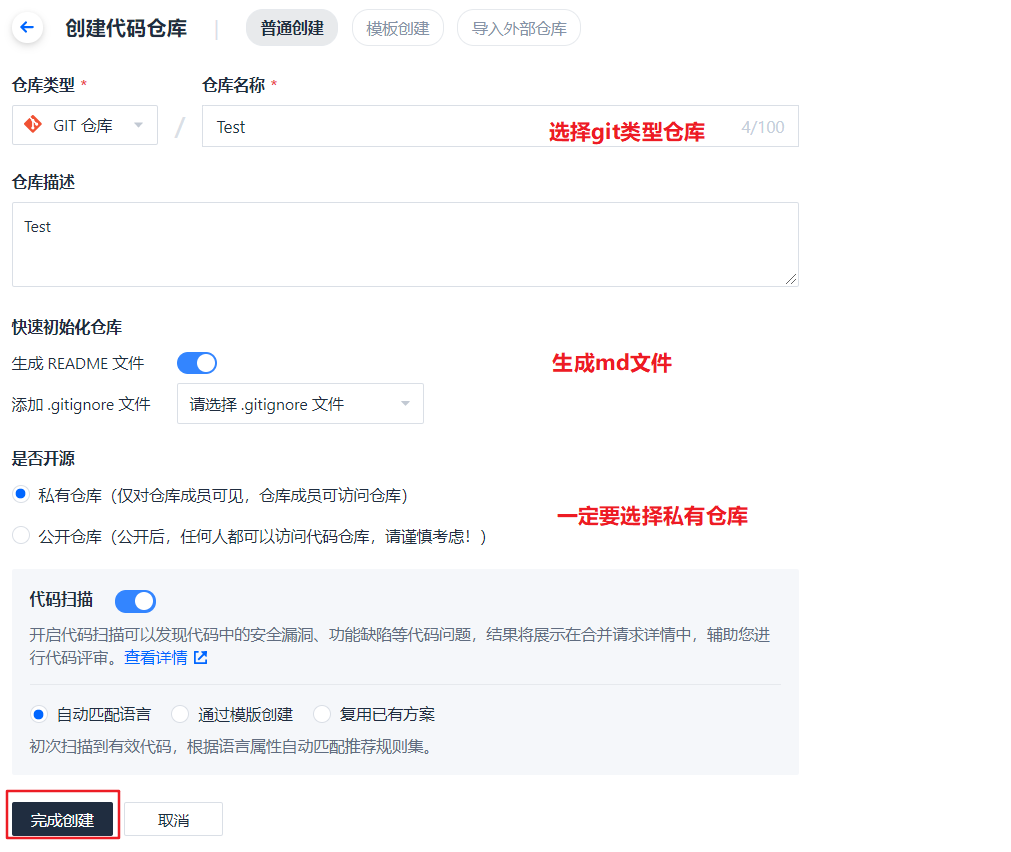 创建代码仓库
普通创建
模板创建
导入外部仓库
仓库类型 *
仓库名称 *
GIT 仓库
/
Test
选择git类型仓库
4/100
仓库描述
Test
快速初始化仓库
生成 README 文件
生成md文件
添加 .gitignore 文件
请选择 .gitignore 文件
是否开源
私有仓库（仅对仓库成员可见，仓库成员可访问仓库）
一定要选择私有仓库
公开仓库（公开后，任何人都可以访问代码仓库，请谨慎考虑！）
代码扫描
开启代码扫描可以发现代码中的安全漏洞、功能缺陷等代码问题，结果将展示在合并请求详情中，辅助您进
行代码评审。查看详情
自动匹配语言
通过模版创建
复用已有方案
初次扫描到有效代码，根据语言属性自动匹配推荐规则集。
完成创建
取消